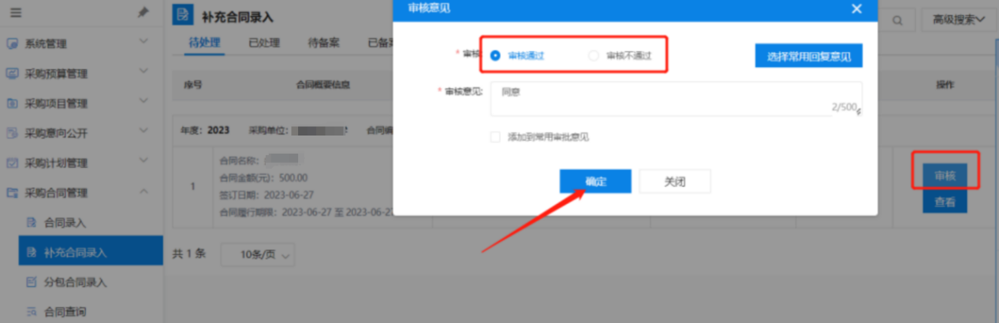 审核意见
补充合同录入
高级搜索
系统管理
待处理 已处理 待备案 已备案
* 审核: 审核通过 审核不通过 选择常用回复意见
采购预算管理
序号 合同概要信息 操作
* 审核意见: 同意
采购项目管理
2/500
采购意向公开
年度: 2023 采购单位: 合同编
添加到常用审批意见
采购计划管理
合同名称:
合同金额(元): 500.00
审核
确定 关闭
1
采购合同管理
签订日期: 2023-06-27
查看
合同履行期限: 2023-06-27 至 2023-06-27
合同录入
补充合同录入
共 1 条 10条/页
分包合同录入
合同查询